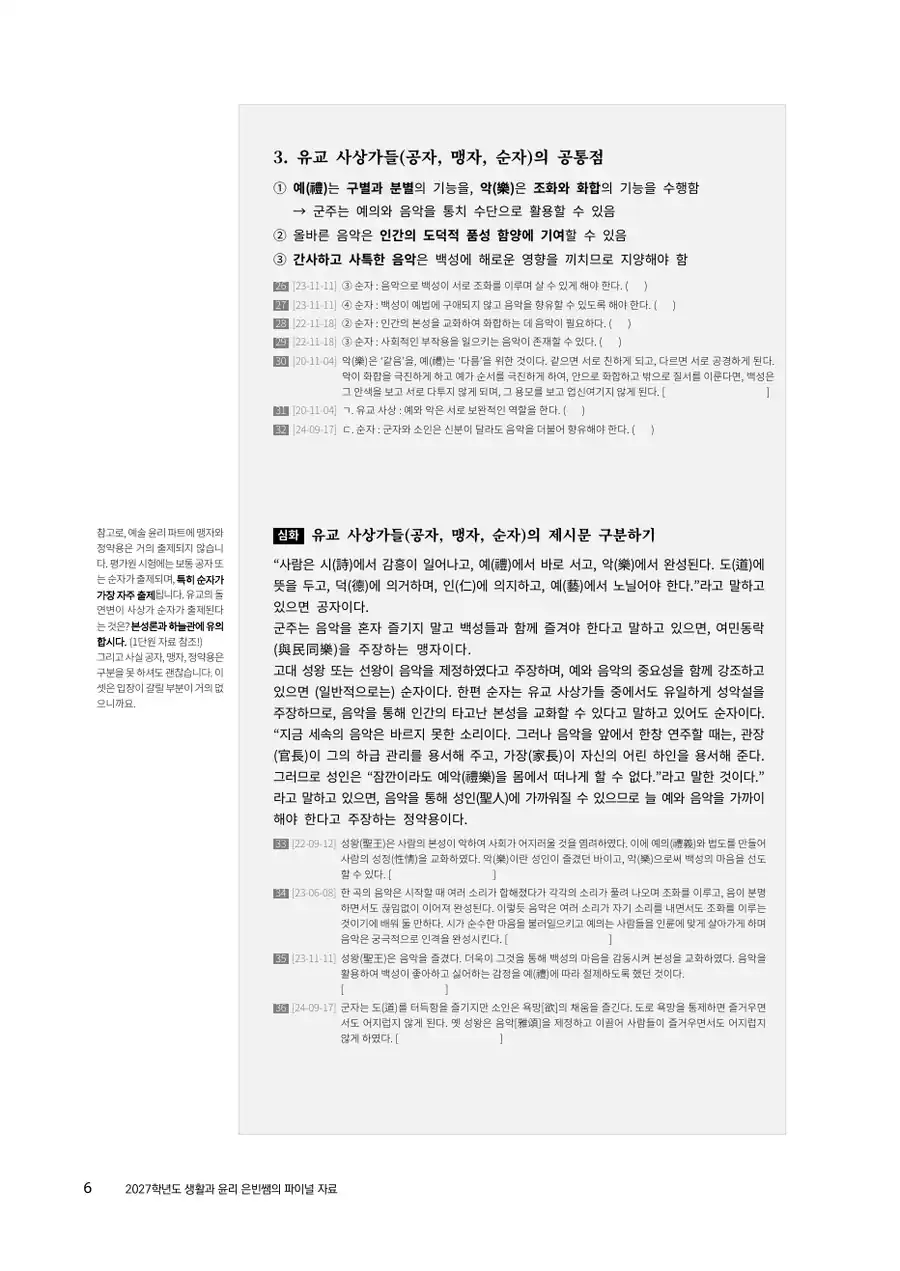 3. 유교 사상가들(공자, 맹자, 순자)의 공통점
① 예(禮)는 구별과 분별의 기능을, 악(樂)은 조화와 화합의 기능을 수행함
→ 군주는 예의와 음악을 통치 수단으로 활용할 수 있음
② 올바른 음악은 인간의 도덕적 품성 함양에 기여할 수 있음
③ 간사하고 사특한 음악은 백성에 해로운 영향을 끼치므로 지양해야 함
26 [23-11-11] ③ 순자 : 음악으로 백성이 서로 조화를 이루며 살 수 있게 해야 한다. ( )
27 [23-11-11] ④ 순자 : 백성이 예법에 구애되지 않고 음악을 향유할 수 있도록 해야 한다. ( )
28 [22-11-18] ② 순자 : 인간의 본성을 교화하여 화합하는 데 음악이 필요하다. ( )
29 [22-11-18] ③ 순자 : 사회적인 부작용을 일으키는 음악이 존재할 수 있다. ( )
30 [20-11-04] 악(樂)은 ‘같음’을, 예(禮)는 ‘다름’을 위한 것이다. 같으면 서로 친하게 되고, 다르면 서로 공경하게 된다.
악이 화합을 극진하게 하고 예가 순서를 극진하게 하여, 안으로 화합하고 밖으로 질서를 이룬다면, 백성은
그 안색을 보고 서로 다투지 않게 되며, 그 용모를 보고 업신여기지 않게 된다. [ ]
31 [20-11-04] ㄱ. 유교 사상 : 예와 악은 서로 보완적인 역할을 한다. ( )
32 [24-09-17] ㄷ. 순자 : 군자와 소인은 신분이 달라도 음악을 더불어 향유해야 한다. ( )
참고로, 예술 윤리 파트에 맹자와
정약용은 거의 출제되지 않습니
다. 평가원 시험에는 보통 공자 또
는 순자가 출제되며, 특히 순자가
가장 자주 출제됩니다. 유교의 돌
연변이 사상가 순자가 출제된다
는 것은? 본성론과 하늘관에 유의
합시다. (1단원 자료 참조!)
그리고 사실 공자, 맹자, 정약용은
구분을 못 하셔도 괜찮습니다. 이
셋은 입장이 갈릴 부분이 거의 없
으니까요.
심화 유교 사상가들(공자, 맹자, 순자)의 제시문 구분하기
“사람은 시(詩)에서 감흥이 일어나고, 예(禮)에서 바로 서고, 악(樂)에서 완성된다. 도(道)에
뜻을 두고, 덕(德)에 의거하며, 인(仁)에 의지하고, 예(藝)에서 노닐어야 한다.”라고 말하고
있으면 공자이다.
군주는 음악을 혼자 즐기지 말고 백성들과 함께 즐겨야 한다고 말하고 있으면, 여민동락
(與民同樂)을 주장하는 맹자이다.
고대 성왕 또는 선왕이 음악을 제정하였다고 주장하며, 예와 음악의 중요성을 함께 강조하고
있으면 (일반적으로는) 순자이다. 한편 순자는 유교 사상가들 중에서도 유일하게 성악설을
주장하므로, 음악을 통해 인간의 타고난 본성을 교화할 수 있다고 말하고 있어도 순자이다.
“지금 세속의 음악은 바르지 못한 소리이다. 그러나 음악을 앞에서 한창 연주할 때는, 관장
(官長)이 그의 하급 관리를 용서해 주고, 가장(家長)이 자신의 어린 하인을 용서해 준다.
그러므로 성인은 “잠깐이라도 예악(禮樂)을 몸에서 떠나게 할 수 없다.”라고 말한 것이다.”
라고 말하고 있으면, 음악을 통해 성인(聖人)에 가까워질 수 있으므로 늘 예와 음악을 가까이
해야 한다고 주장하는 정약용이다.
33 [22-09-12] 성왕(聖王)은 사람의 본성이 악하여 사회가 어지러울 것을 염려하였다. 이에 예의(禮義)와 법도를 만들어
사람의 성정(性情)을 교화하였다. 악(樂)이란 성인이 즐겼던 바이고, 악(樂)으로써 백성의 마음을 선도
할 수 있다. [ ]
34 [23-06-08] 한 곡의 음악은 시작할 때 여러 소리가 합해졌다가 각각의 소리가 풀려 나오며 조화를 이루고, 음이 분명
하면서도 끊임없이 이어져 완성된다. 이렇듯 음악은 여러 소리가 자기 소리를 내면서도 조화를 이루는
것이기에 배워 둘 만하다. 시가 순수한 마음을 불러일으키고 예의는 사람들을 인륜에 맞게 살아가게 하며
음악은 궁극적으로 인격을 완성시킨다. [ ]
35 [23-11-11] 성왕(聖王)은 음악을 즐겼다. 더욱이 그것을 통해 백성의 마음을 감동시켜 본성을 교화하였다. 음악을
활용하여 백성이 좋아하고 싫어하는 감정을 예(禮)에 따라 절제하도록 했던 것이다.
[ ]
36 [24-09-17] 군자는 도(道)를 터득함을 즐기지만 소인은 욕망[欲]의 채움을 즐긴다. 도로 욕망을 통제하면 즐거우면
서도 어지럽지 않게 된다. 옛 성왕은 음악[雅頌]을 제정하고 이끌어 사람들이 즐거우면서도 어지럽지
않게 하였다. [ ]
6 2027학년도 생활과 윤리 은빈쌤의 파이널 자료